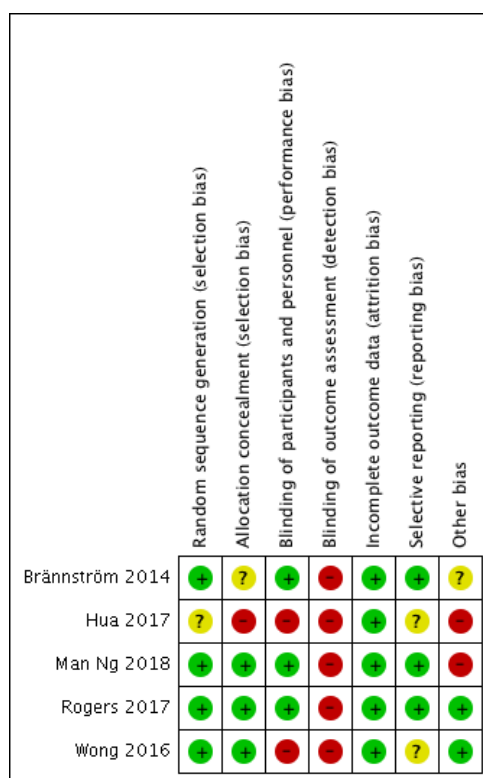 Random sequence generation (selection bias)
Allocation concealment (selection bias)
Blinding of participants and personnel (performance bias)
Blinding of outcome assessment (detection bias)
Incomplete outcome data (attrition bias)
Selective reporting (reporting bias)
Other bias
Brännström 2014 + ? + - + + ?
Hua 2017 ? - - - + ? -
Man Ng 2018 + + + - + + -
Rogers 2017 + + + - + + +
Wong 2016 + + - - + ? +